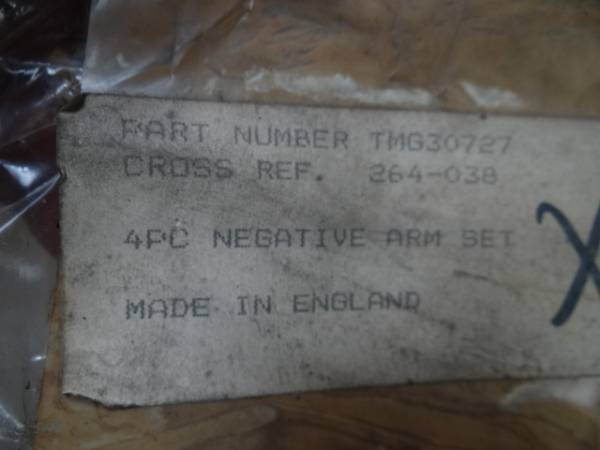 PART NUMBER TMG30727
CROSS REF. 264-038
4PC NEGATIVE ARM SET
MADE IN ENGLAND
X